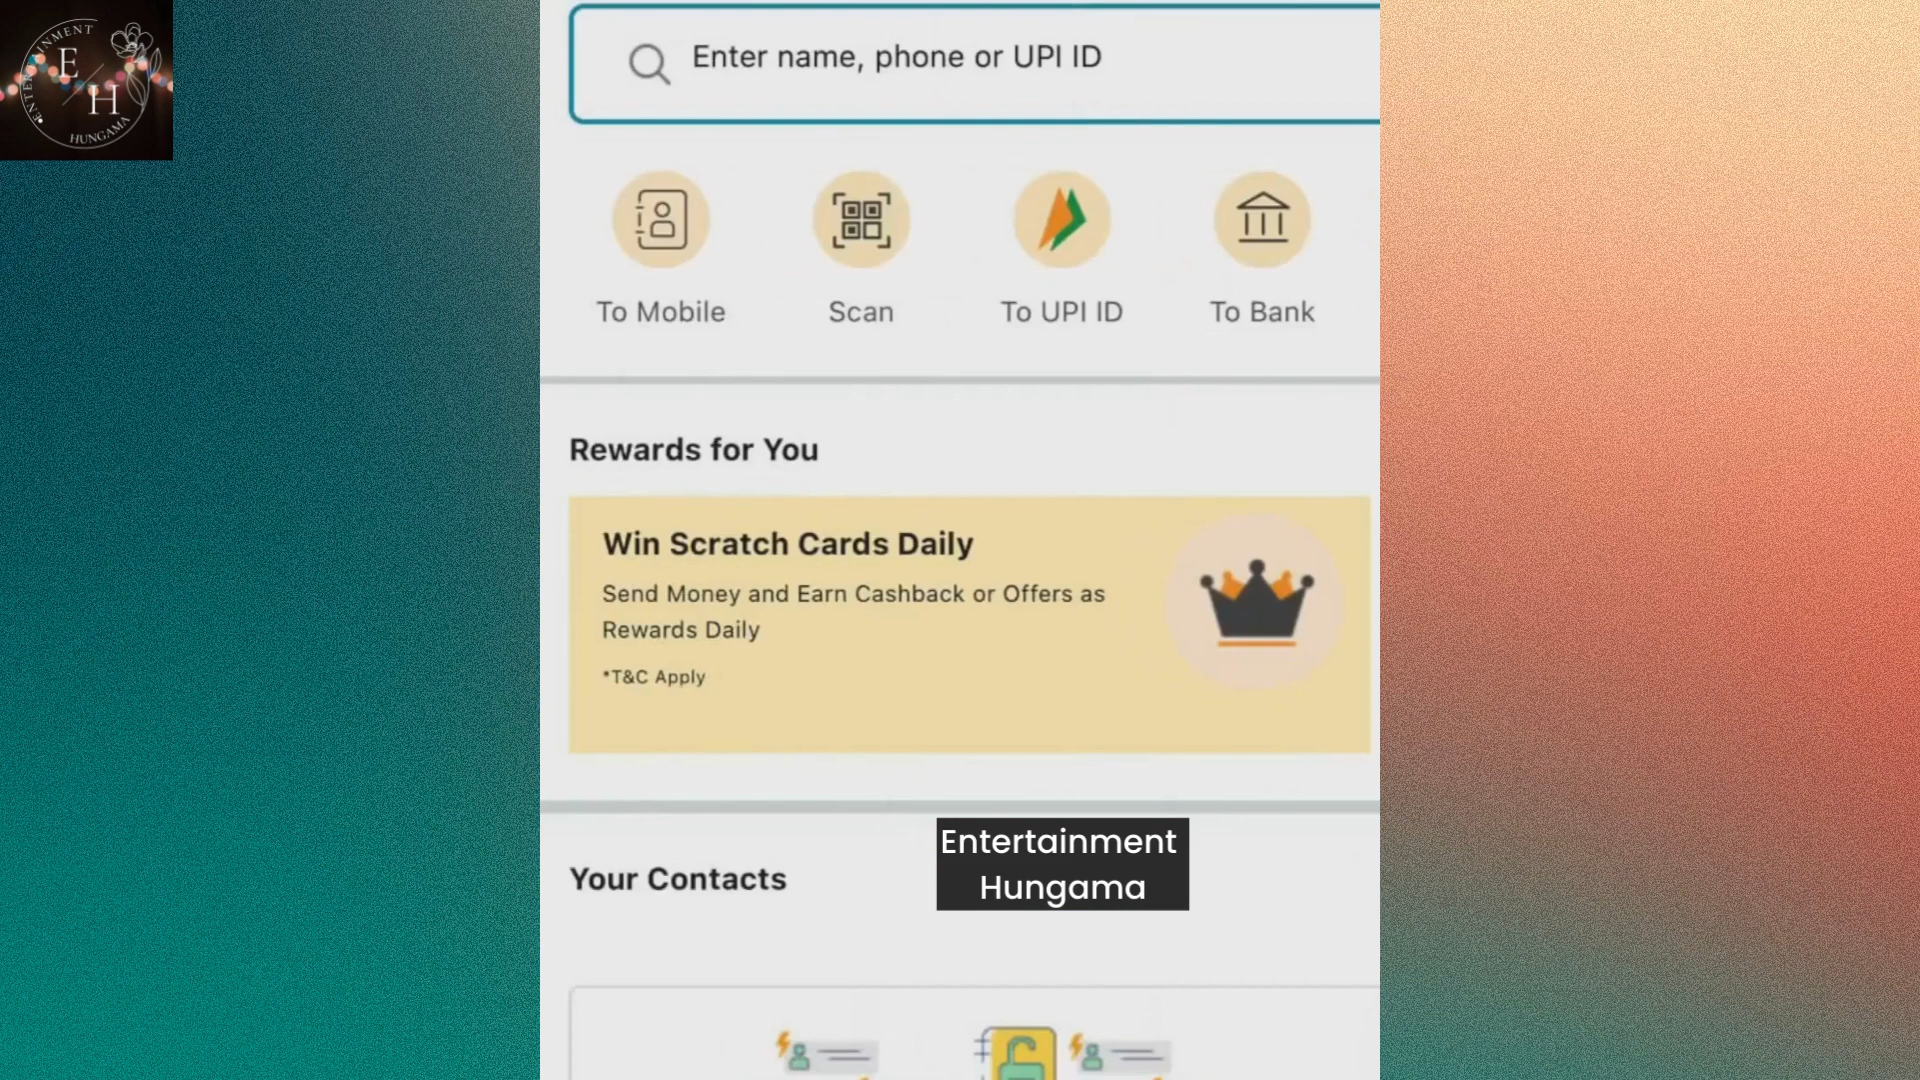 ENTERTAINMENT
E
H
HUNGAMA
Enter name, phone or UPI ID
To Mobile
Scan
To UPI ID
To Bank
Rewards for You
Win Scratch Cards Daily
Send Money and Earn Cashback or Offers as
Rewards Daily
*T&C Apply
Entertainment
Hungama
Your Contacts